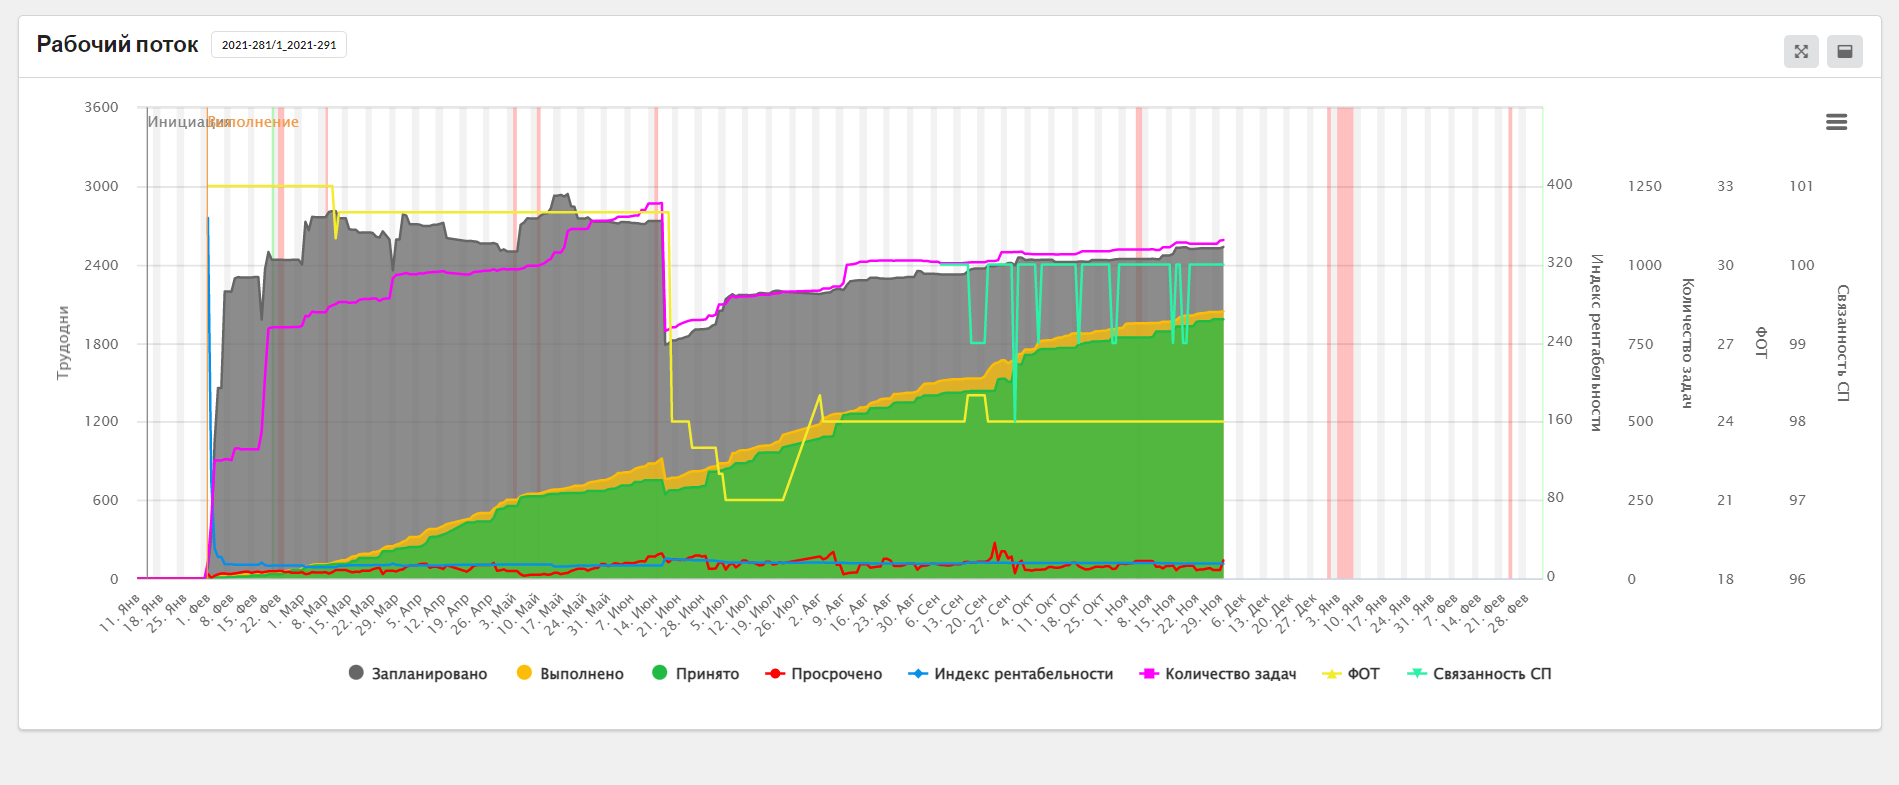 Рабочий поток 2021-281/1_2021-291
Инициация
Выполнение
3600
3000
2400
1800
1200
600
0
Трудодни
400
320
240
160
80
0
Индекс рентабельности
1250
1000
750
500
250
0
Количество задач
33
30
27
24
21
18
ФОТ
101
100
99
98
97
96
Связанность СП
11. Янв
18. Янв
25. Янв
1. Фев
8. Фев
15. Фев
22. Фев
1. Мар
8. Мар
15. Мар
22. Мар
29. Мар
5. Апр
12. Апр
19. Апр
26. Апр
3. Май
10. Май
17. Май
24. Май
31. Май
7. Июн
14. Июн
21. Июн
28. Июн
5. Июл
12. Июл
19. Июл
26. Июл
2. Авг
9. Авг
16. Авг
23. Авг
30. Авг
6. Сен
13. Сен
20. Сен
27. Сен
4. Окт
11. Окт
18. Окт
25. Окт
1. Ноя
8. Ноя
15. Ноя
22. Ноя
29. Ноя
6. Дек
13. Дек
20. Дек
27. Дек
3. Янв
10. Янв
17. Янв
24. Янв
31. Янв
7. Фев
14. Фев
21. Фев
28. Фев
Запланировано Выполнено Принято Просрочено Индекс рентабельности Количество задач ФОТ Связанность СП